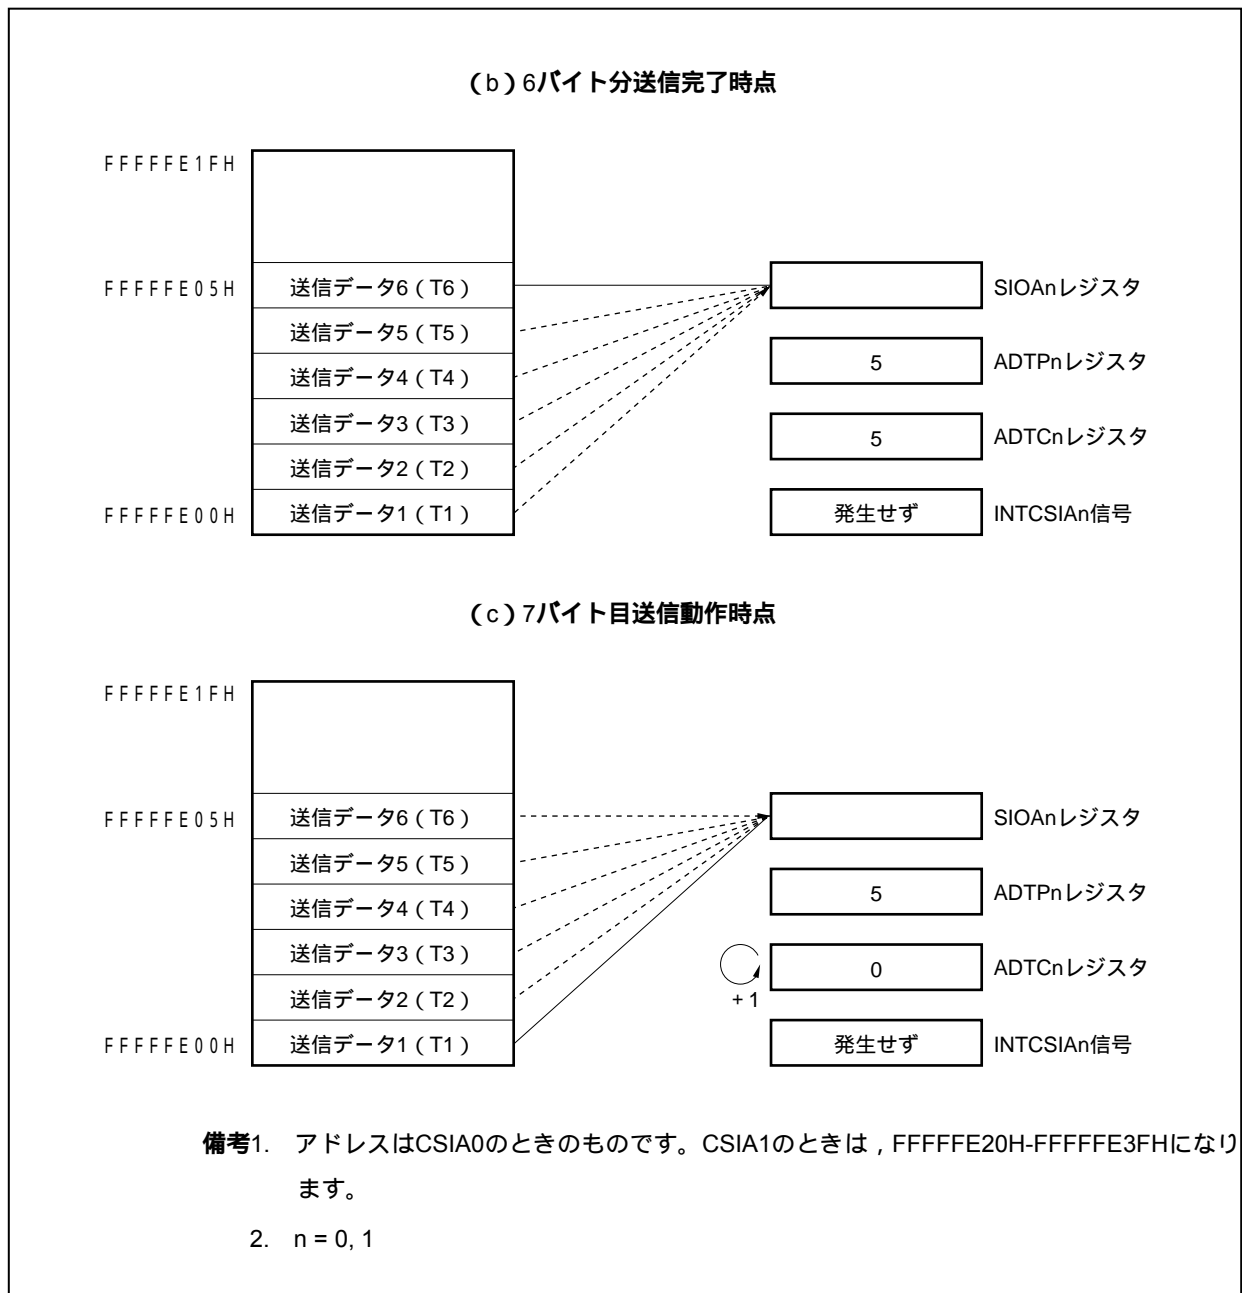 (b)6バイト分送信完了時点
FFFFFE1FH
FFFFFE05H 送信データ6(T6) SIOAnレジスタ
送信データ5(T5)
送信データ4(T4) 5 ADTPnレジスタ
送信データ3(T3)
5 ADTCnレジスタ
送信データ2(T2)
FFFFFE00H 送信データ1(T1) 発生せず INTCSIAn信号
(c)7バイト目送信動作時点
FFFFFE1FH
FFFFFE05H 送信データ6(T6) SIOAnレジスタ
送信データ5(T5)
5 ADTPnレジスタ
送信データ4(T4)
送信データ3(T3)
0 ADTCnレジスタ
送信データ2(T2) +1
FFFFFE00H 送信データ1(T1) 発生せず INTCSIAn信号
備考1. アドレスはCSIA0のときのものです。CSIA1のときは,FFFFFE20H-FFFFFE3FHになり
ます。
2. n = 0, 1